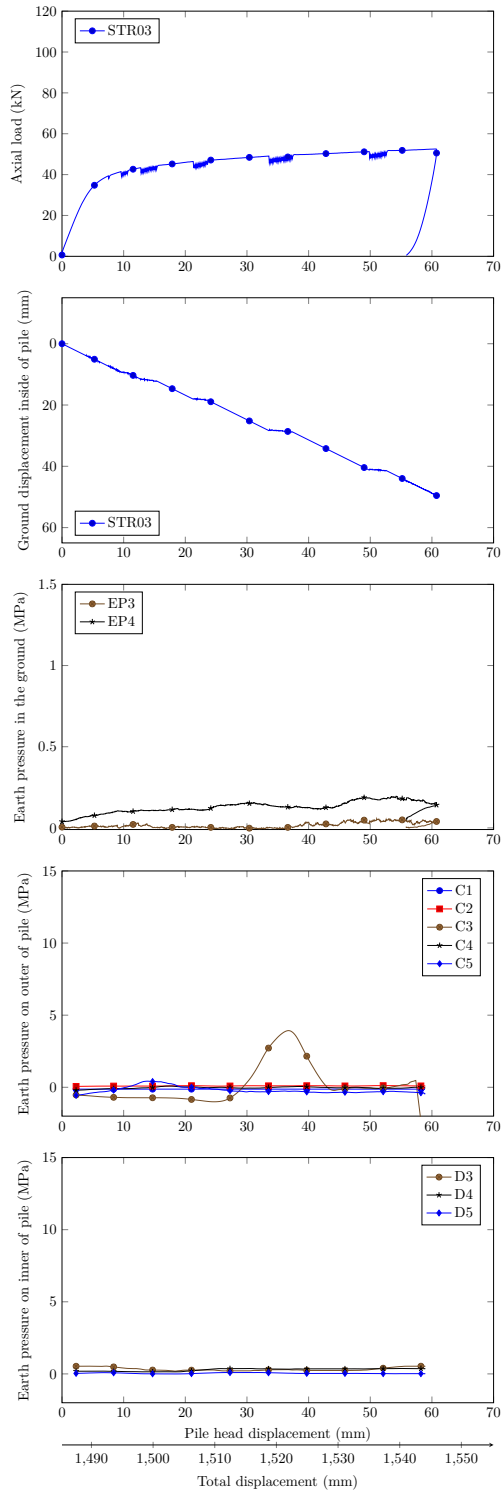 120
100
80
60
40
20
0
Axial load (kN)
STR03
0 10 20 30 40 50 60 70
0
20
40
60
Ground displacement inside of pile (mm)
STR03
0 10 20 30 40 50 60 70
1.5
1
0.5
0
Earth pressure in the ground (MPa)
EP3
EP4
0 10 20 30 40 50 60 70
15
10
5
0
Earth pressure on outer of pile (MPa)
C1
C2
C3
C4
C5
0 10 20 30 40 50 60 70
15
10
5
0
Earth pressure on inner of pile (MPa)
D3
D4
D5
0 10 20 30 40 50 60 70
Pile head displacement (mm)
1,490 1,500 1,510 1,520 1,530 1,540 1,550
Total displacement (mm)